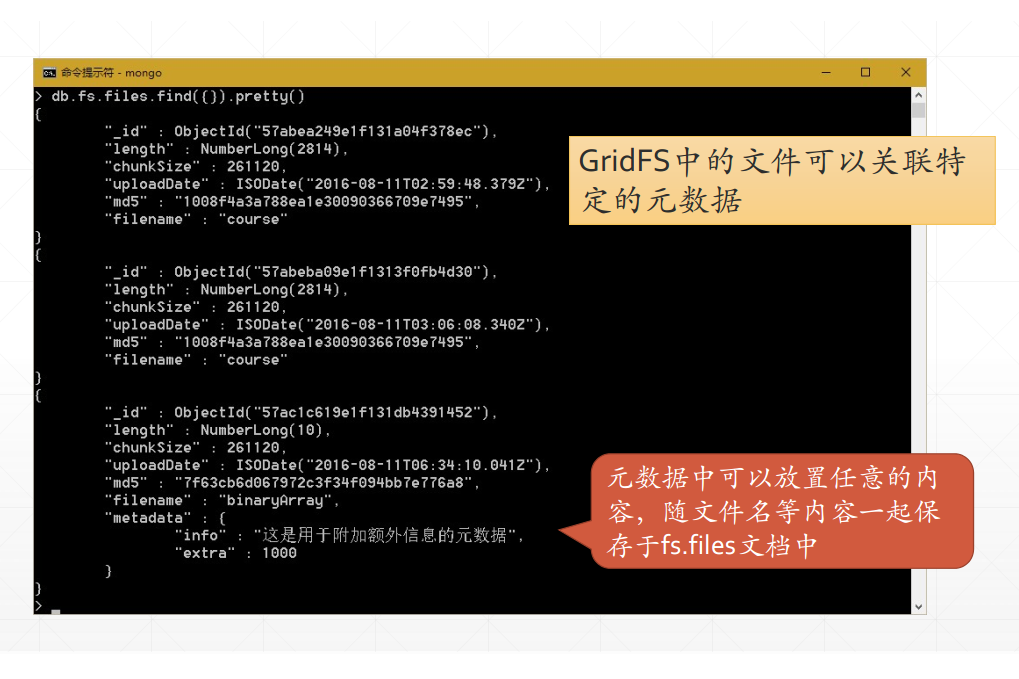 命令提示符 - mongo
> db.fs.files.find({}).pretty()
{
"_id" : ObjectId("57abea249e1f131a04f378ec"),
"length" : NumberLong(2814),
"chunkSize" : 261120,
"uploadDate" : ISODate("2016-08-11T02:59:48.379Z"),
"md5" : "1008f4a3a788ea1e30090366709e7495",
"filename" : "course"
}
{
"_id" : ObjectId("57abeba09e1f1313f0fb4d30"),
"length" : NumberLong(2814),
"chunkSize" : 261120,
"uploadDate" : ISODate("2016-08-11T03:06:08.340Z"),
"md5" : "1008f4a3a788ea1e30090366709e7495",
"filename" : "course"
}
{
"_id" : ObjectId("57ac1c619e1f131db4391452"),
"length" : NumberLong(10),
"chunkSize" : 261120,
"uploadDate" : ISODate("2016-08-11T06:34:10.041Z"),
"md5" : "7f63cb6d067972c3f34f094bb7e776a8",
"filename" : "binaryArray",
"metadata" : {
"info" : "这是用于附加额外信息的元数据",
"extra" : 1000
}
}
>
GridFS中的文件可以关联特
定的元数据
元数据中可以放置任意的内
容，随文件名等内容一起保
存于fs.files文档中